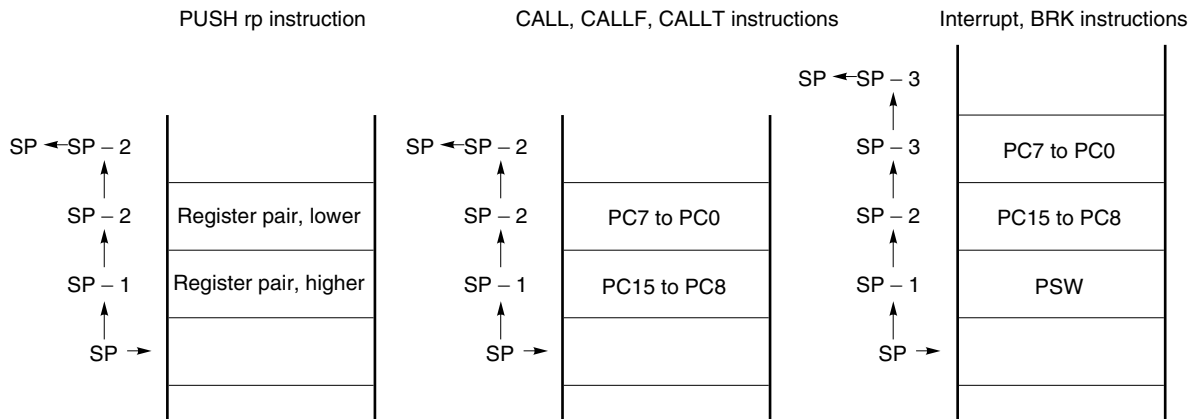 PUSH rp instruction
SP SP – 2
SP – 2
Register pair, lower
SP – 1
Register pair, higher
SP
CALL, CALLF, CALLT instructions
SP SP – 2
SP – 2
PC7 to PC0
SP – 1
PC15 to PC8
SP
Interrupt, BRK instructions
SP SP – 3
SP – 3
PC7 to PC0
SP – 2
PC15 to PC8
SP – 1
PSW
SP